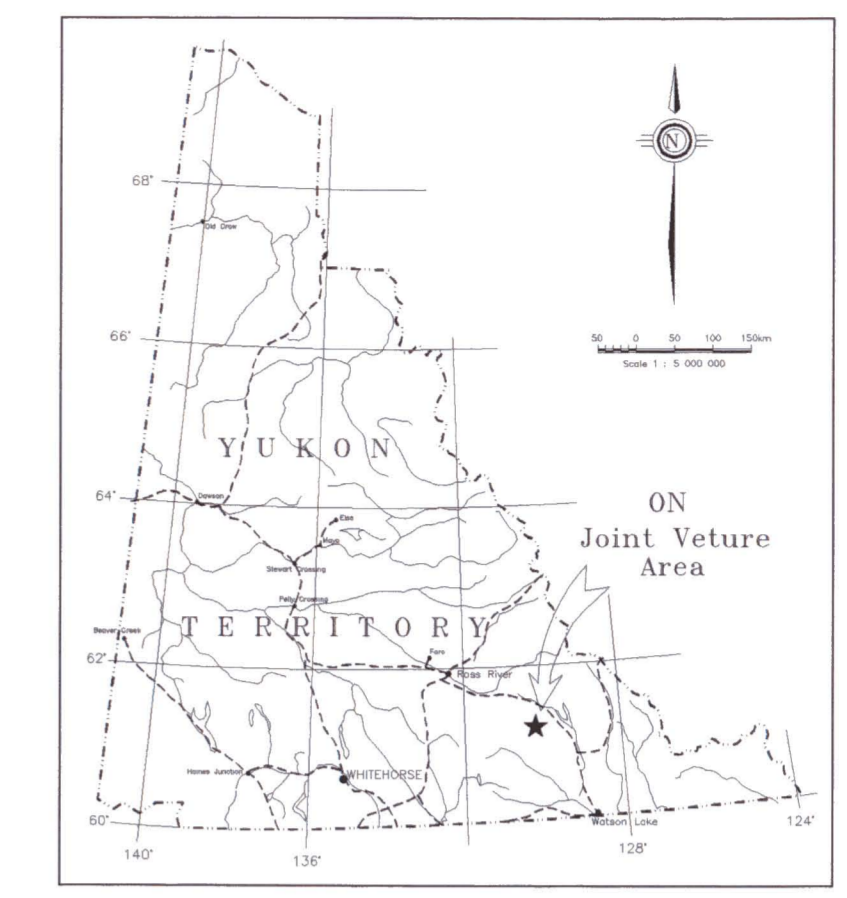 N
68°
Old Crow
66°
50 0 50 100 150km
Scale 1 : 5 000 000
YUKON
64°
Dawson
Elsa
Mayo
ON
Joint Veture
Area
Stewart Crossing
Pelly Crossing
Beaver Creek
TERRITORY
62°
Faro
Ross River
Haines Junction
WHITEHORSE
60°
Watson Lake
140°
136°
128°
124°